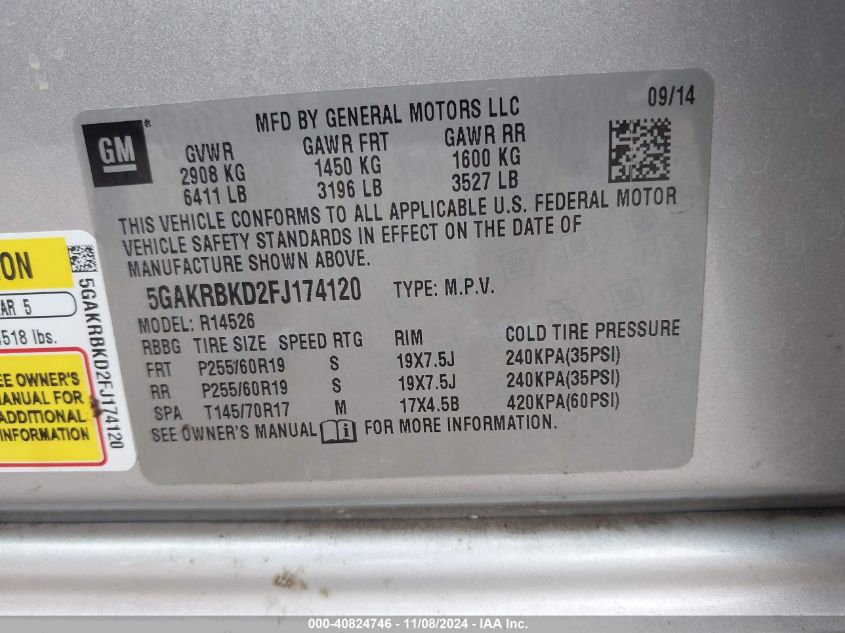 MFD BY GENERAL MOTORS LLC
09/14
GM
®
GVWR GAWR FRT GAWR RR
2908 KG 1450 KG 1600 KG
6411 LB 3196 LB 3527 LB
THIS VEHICLE CONFORMS TO ALL APPLICABLE U.S. FEDERAL MOTOR
VEHICLE SAFETY STANDARDS IN EFFECT ON THE DATE OF
MANUFACTURE SHOWN ABOVE.
5GAKRBKD2FJ174120 TYPE: M.P.V.
MODEL: R14526
RBBG TIRE SIZE SPEED RTG RIM COLD TIRE PRESSURE
FRT P255/60R19 S 19X7.5J 240KPA(35PSI)
RR P255/60R19 S 19X7.5J 240KPA(35PSI)
SPA T145/70R17 M 17X4.5B 420KPA(60PSI)
SEE OWNER'S MANUAL FOR MORE INFORMATION.
ON
AR 5
518 lbs.
EE OWNER'S
MANUAL FOR
ADDITIONAL
INFORMATION
5GAKRBKD2FJ174120
000-40824746 - 11/08/2024 - IAA Inc.